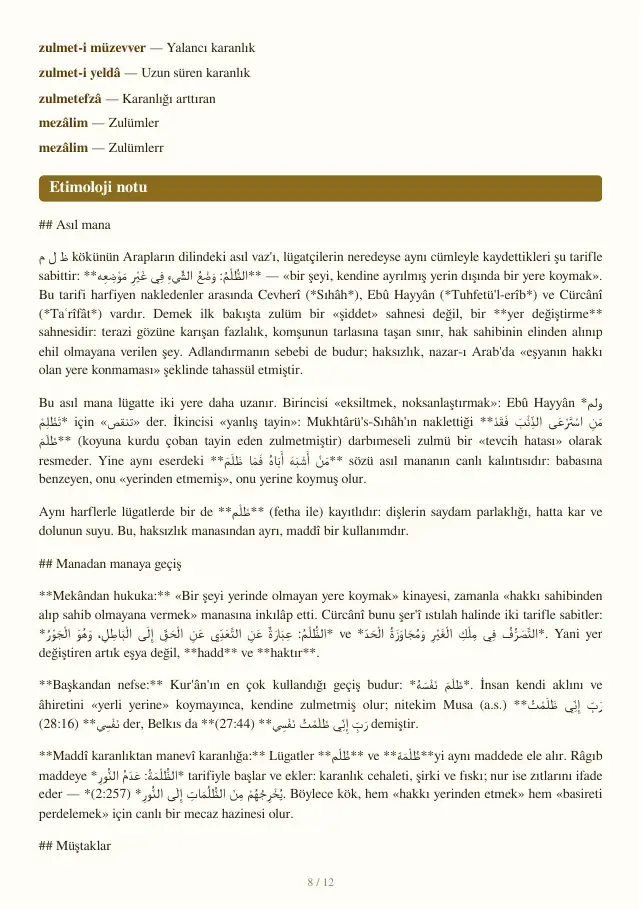 zulmet-i müzevver — Yalancı karanlık
zulmet-i yeldâ — Uzun süren karanlık
zulmetefzâ — Karanlığı arttıran
mezâlim — Zulümler
mezâlim — Zulümlerr
Etimoloji notu
## Asıl mana
ظ ل م kökünün Arapların dilindeki asıl vaz'ı, lügatçilerin neredeyse aynı cümleyle kaydettikleri şu tarifle
sabittir: **الظُّلْمُ: وَضْعُ الشَّيءِ فِي غَيْرِ مَوْضِعِهِ** — «bir şeyi, kendine ayrılmış yerin dışında bir yere koymak».
Bu tarifi harfiyen nakledenler arasında Cevherî (*Sıhâh*), Ebû Hayyân (*Tuhfetü'l-erîb*) ve Cürcânî
(*Taʿrîfât*) vardır. Demek ilk bakışta zulüm bir «şiddet» sahnesi değil, bir **yer değiştirme**
sahnesidir: terazi gözüne karışan fazlalık, komşunun tarlasına taşan sınır, hak sahibinin elinden alınıp
ehil olmayana verilen şey. Adlandırmanın sebebi de budur; haksızlık, nazar-ı Arab'da «eşyanın hakkı
olan yere konmaması» şeklinde tahassül etmiştir.
Bu asıl mana lügatte iki yere daha uzanır. Birincisi «eksiltmek, noksanlaştırmak»: Ebû Hayyân *ولم
تَظْلِمْ* için «تنقص» der. İkincisi «yanlış tayin»: Mukhtârü's-Sıhâh'ın naklettiği **مَنِ اسْتَرْعَى الذِّئْبَ فَقَدْ
ظَلَمَ** (koyuna kurdu çoban tayin eden zulmetmiştir) darbımeseli zulmü bir «tevcih hatası» olarak
resmeder. Yine aynı eserdeki **مَنْ أَشْبَهَ أَبَاهُ فَمَا ظَلَمَ** sözü asıl mananın canlı kalıntısıdır: babasına
benzeyen, onu «yerinden etmemiş», onu yerine koymuş olur.
Aynı harflerle lügatlerde bir de **ظَلْم** (fetha ile) kayıtlıdır: dişlerin saydam parlaklığı, hatta kar ve
dolunun suyu. Bu, haksızlık manasından ayrı, maddî bir kullanımdır.
## Manadan manaya geçiş
**Mekândan hukuka:** «Bir şeyi yerinde olmayan yere koymak» kinayesi, zamanla «hakkı sahibinden
alıp sahib olmayana vermek» manasına inkılâp etti. Cürcânî bunu şer'î ıstılah halinde iki tarifle sabitler:
*الظُّلْمُ: عِبَارَةٌ عَنِ التَّعَدِّي عَنِ الْحَقِّ إِلَى الْبَاطِلِ، وَهُوَ الْجَوْرُ* ve *التَّصَرُّفُ فِي مِلْكِ الْغَيْرِ وَمُجَاوَزَةُ الْحَدِّ*. Yani yer
değiştiren artık eşya değil, **hadd** ve **haktır**.
**Başkandan nefse:** Kur'ân'ın en çok kullandığı geçiş budur: *ظَلَمَ نَفْسَهُ*. İnsan kendi aklını ve
âhiretini «yerli yerine» koymayınca, kendine zulmetmiş olur; nitekim Musa (a.s.) **رَبِّ إِنِّي ظَلَمْتُ
نَفْسِي** (28:16) der, Belkıs da **رَبِّ إِنِّي ظَلَمْتُ نَفْسِي** (27:44) demiştir.
**Maddî karanlıktan manevî karanlığa:** Lügatler **ظُلْم** ve **ظُلْمَة**yi aynı maddede ele alır. Râgıb
maddeye *الظُّلْمَةُ: عَدَمُ النُّورِ* tarifiyle başlar ve ekler: karanlık cehaleti, şirki ve fıskı; nur ise zıtlarını ifade
eder — *يُخْرِجُهُمْ مِنَ الظُّلُمَاتِ إِلَى النُّورِ* (2:257)*. Böylece kök, hem «hakkı yerinden etmek» hem «basireti
perdelemek» için canlı bir mecaz hazinesi olur.
## Müştaklar
8 / 12